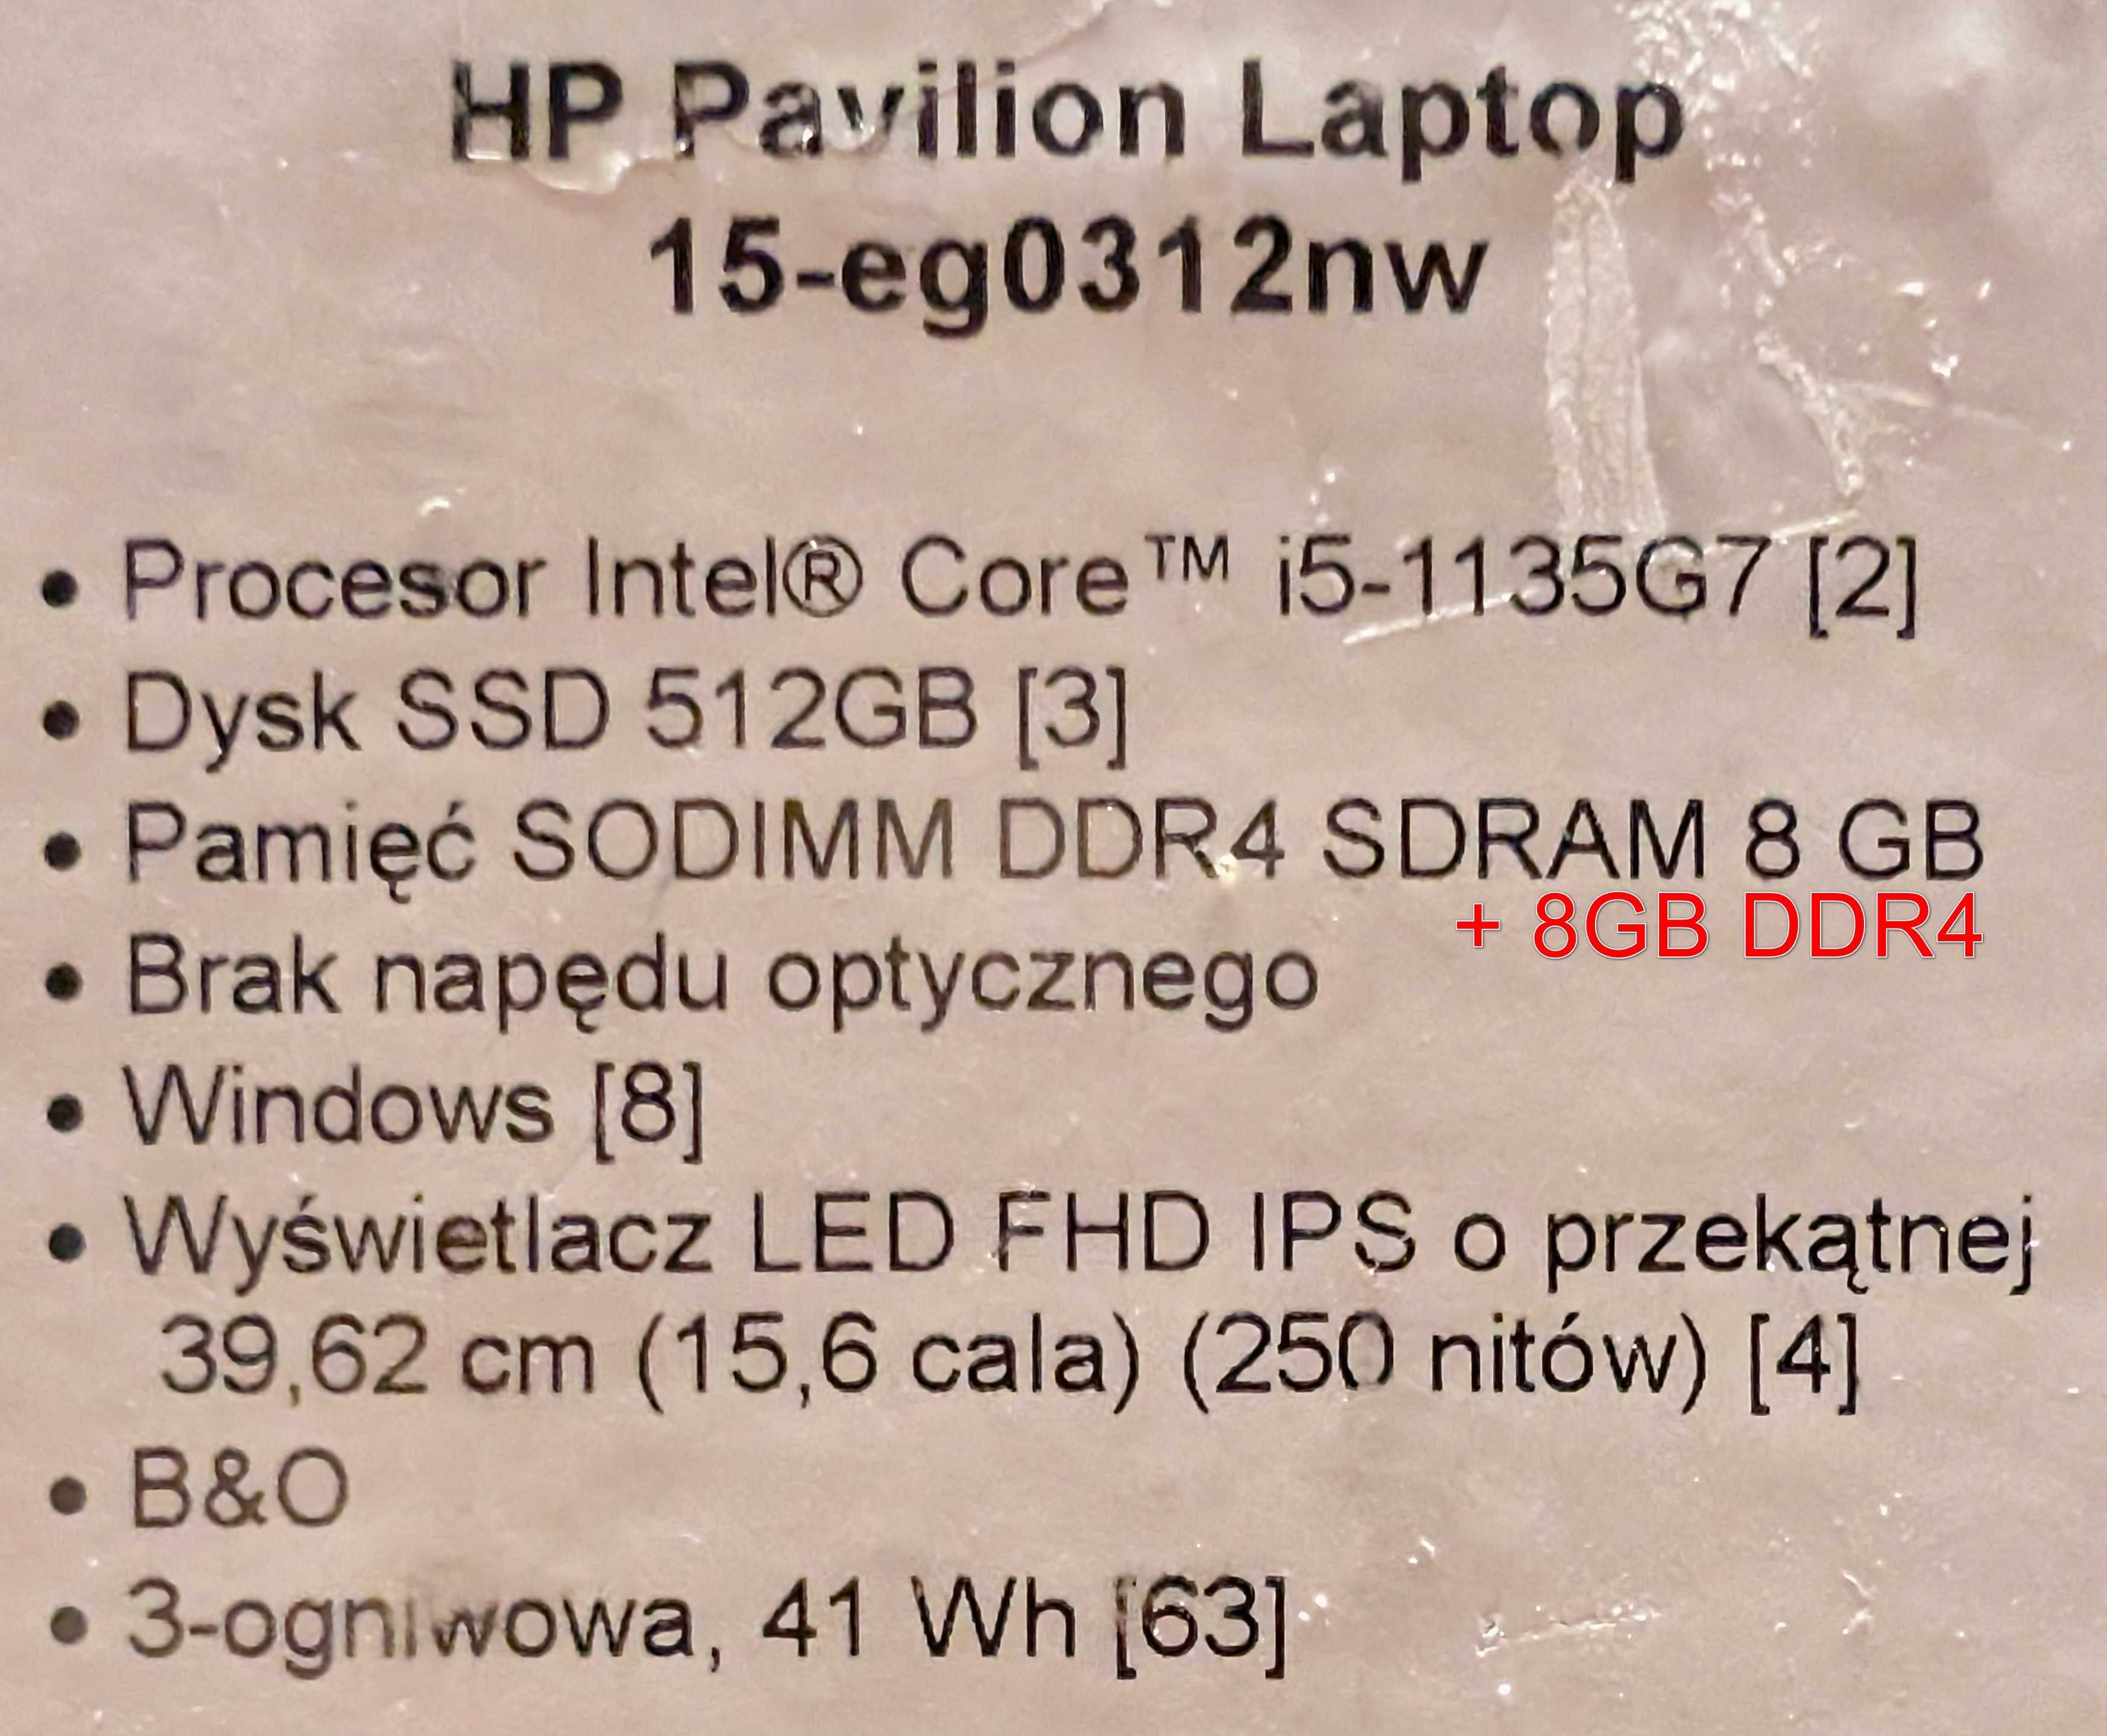 HP Pavilion Laptop
15-eg0312nw
• Procesor Intel® Core™ i5-1135G7 [2]
• Dysk SSD 512GB [3]
• Pamięć SODIMM DDR4 SDRAM 8 GB
+ 8GB DDR4
• Brak napędu optycznego
• Windows [8]
• Wyświetlacz LED FHD IPS o przekątnej
39,62 cm (15,6 cala) (250 nitów) [4]
• B&O
• 3-ogniwowa, 41 Wh [63]